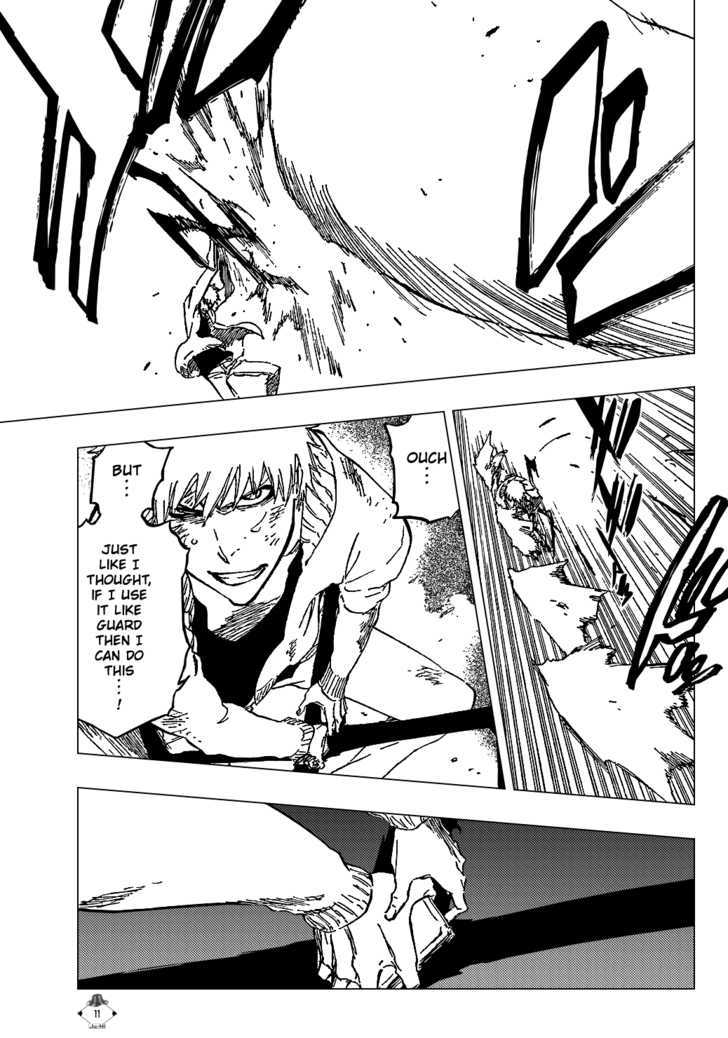 OUCH
...
BUT
...
JUST
LIKE I
THOUGHT,
IF I USE
IT LIKE
GUARD
THEN I
CAN DO
THIS
...!
11